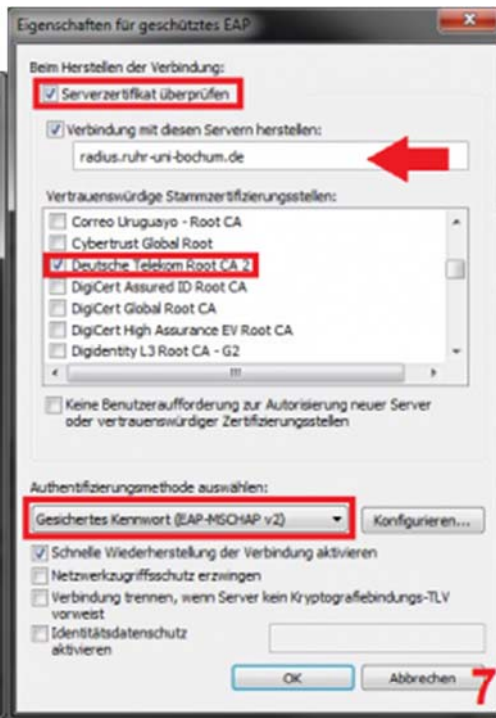 Eigenschaften für geschütztes EAP
Beim Herstellen der Verbindung:
Serverzertifikat überprüfen
Verbindung mit diesen Servern herstellen:
radius.ruhr-uni-bochum.de
Vertrauenswürdige Stammzertifizierungsstellen:
Correo Uruguayo - Root CA
Cybertrust Global Root
Deutsche Telekom Root CA 2
DigiCert Assured ID Root CA
DigiCert Global Root CA
DigiCert High Assurance EV Root CA
Digidentity L3 Root CA - G2
Keine Benutzeraufforderung zur Autorisierung neuer Server
oder vertrauenswürdiger Zertifizierungsstellen
Authentifizierungsmethode auswählen:
Gesichertes Kennwort (EAP-MSCHAP v2)
Konfigurieren...
Schnelle Wiederherstellung der Verbindung aktivieren
Netzwerkzugriffsschutz erzwingen
Verbindung trennen, wenn Server kein Kryptografiebindungs-TLV
vorweist
Identitätsdatenschutz
aktivieren
OK
Abbrechen
7